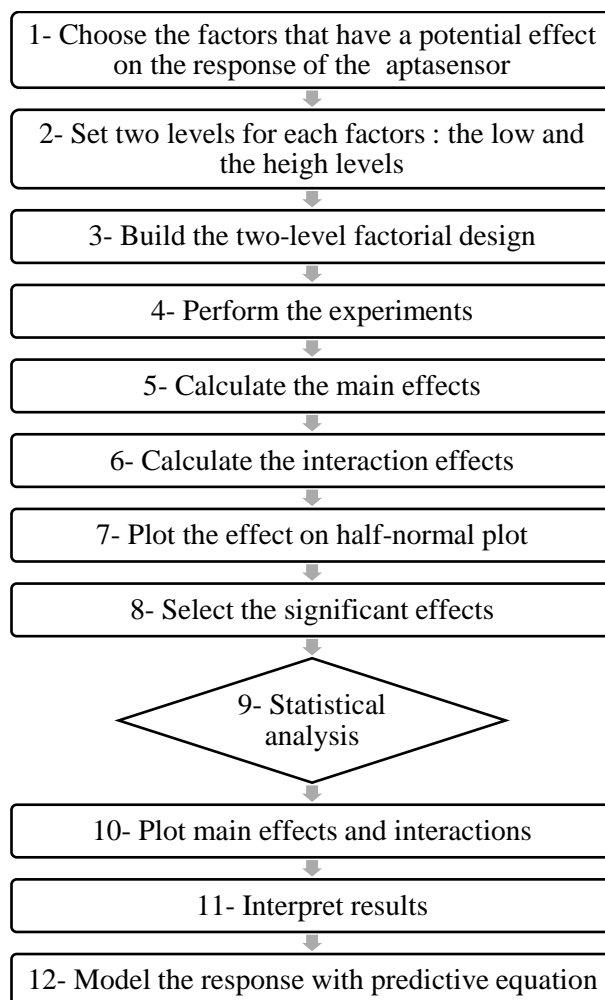 1- Choose the factors that have a potential effect
on the response of the aptasensor
2- Set two levels for each factors : the low and
the heigh levels
3- Build the two-level factorial design
4- Perform the experiments
5- Calculate the main effects
6- Calculate the interaction effects
7- Plot the effect on half-normal plot
8- Select the significant effects
9- Statistical
analysis
10- Plot main effects and interactions
11- Interpret results
12- Model the response with predictive equation